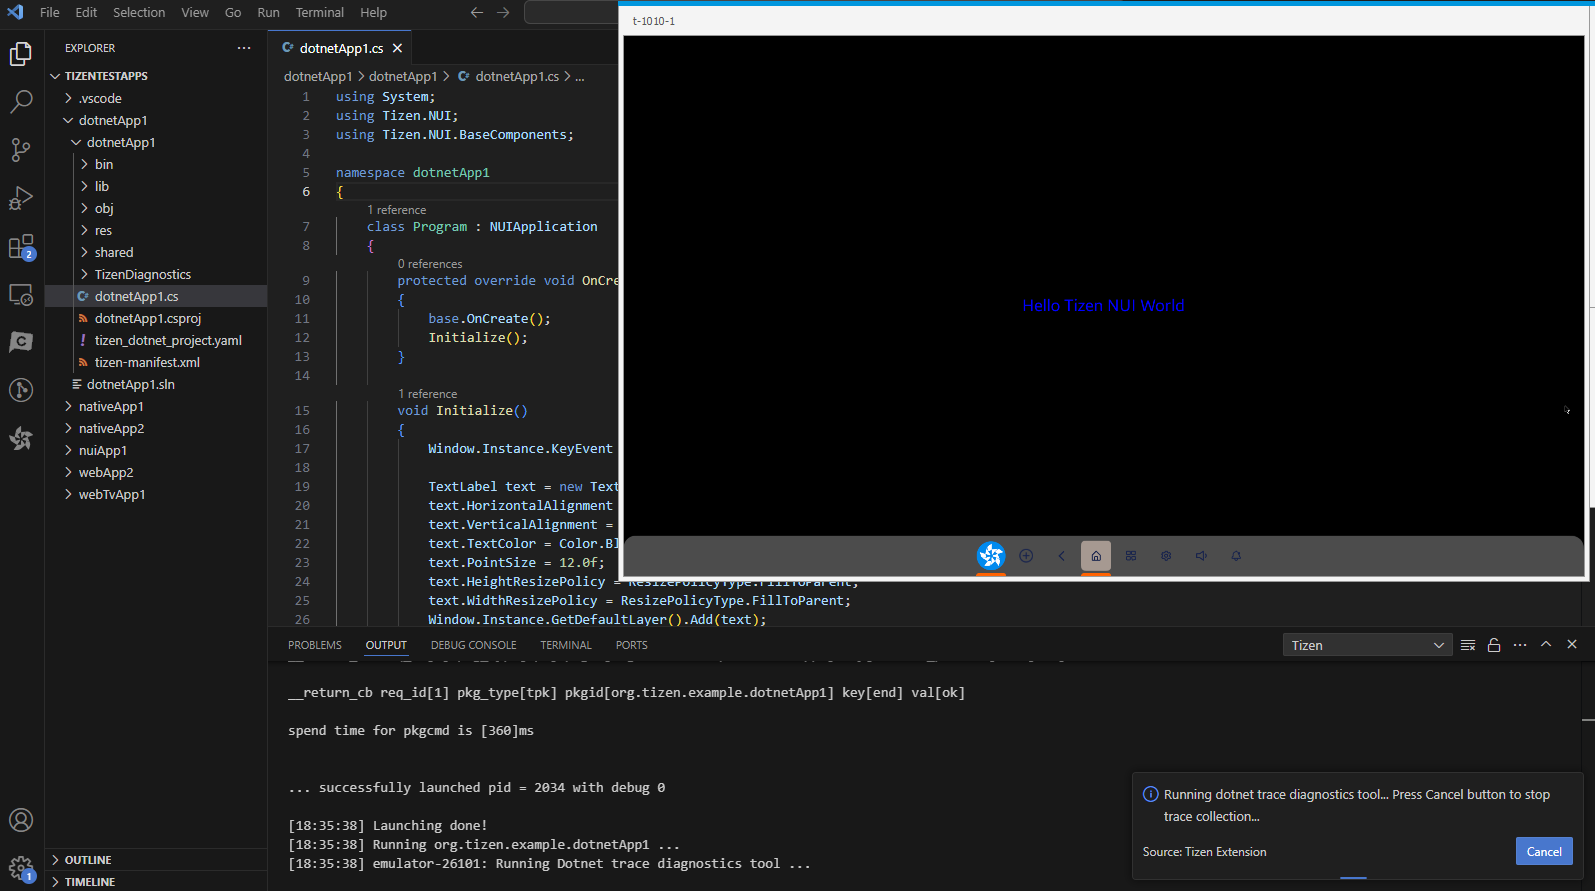 File Edit Selection View Go Run Terminal Help
t-1010-1
EXPLORER
TIZENTESTAPPS
.vscode
dotnetApp1
dotnetApp1
bin
lib
obj
res
shared
TizenDiagnostics
dotnetApp1.cs
dotnetApp1.csproj
tizen_dotnet_project.yaml
tizen-manifest.xml
dotnetApp1.sln
nativeApp1
nativeApp2
nuiApp1
webApp2
webTvApp1
OUTLINE
TIMELINE
2
1
dotnetApp1.cs
dotnetApp1 > dotnetApp1 > dotnetApp1.cs > ...
1 using System;
2 using Tizen.NUI;
3 using Tizen.NUI.BaseComponents;
4
5 namespace dotnetApp1
6 {
1 reference
7 class Program : NUIApplication
8 {
0 references
9 protected override void OnCre
10 {
11 base.OnCreate();
12 Initialize();
13 }
14
1 reference
15 void Initialize()
16 {
17 Window.Instance.KeyEvent
18
19 TextLabel text = new Text
20 text.HorizontalAlignment
21 text.VerticalAlignment =
22 text.TextColor = Color.Bl
23 text.PointSize = 12.0f;
24 text.HeightResizePolicy = ResizePolicyType.FillToParent;
25 text.WidthResizePolicy = ResizePolicyType.FillToParent;
26 Window.Instance.GetDefaultLayer().Add(text);
Hello Tizen NUI World
PROBLEMS OUTPUT DEBUG CONSOLE TERMINAL PORTS
Tizen
__return_cb req_id[1] pkg_type[tpk] pkgid[org.tizen.example.dotnetApp1] key[end] val[ok]
spend time for pkgcmd is [360]ms
... successfully launched pid = 2034 with debug 0
[18:35:38] Launching done!
[18:35:38] Running org.tizen.example.dotnetApp1 ...
[18:35:38] emulator-26101: Running Dotnet trace diagnostics tool ...
Running dotnet trace diagnostics tool... Press Cancel button to stop
trace collection...
Source: Tizen Extension
Cancel